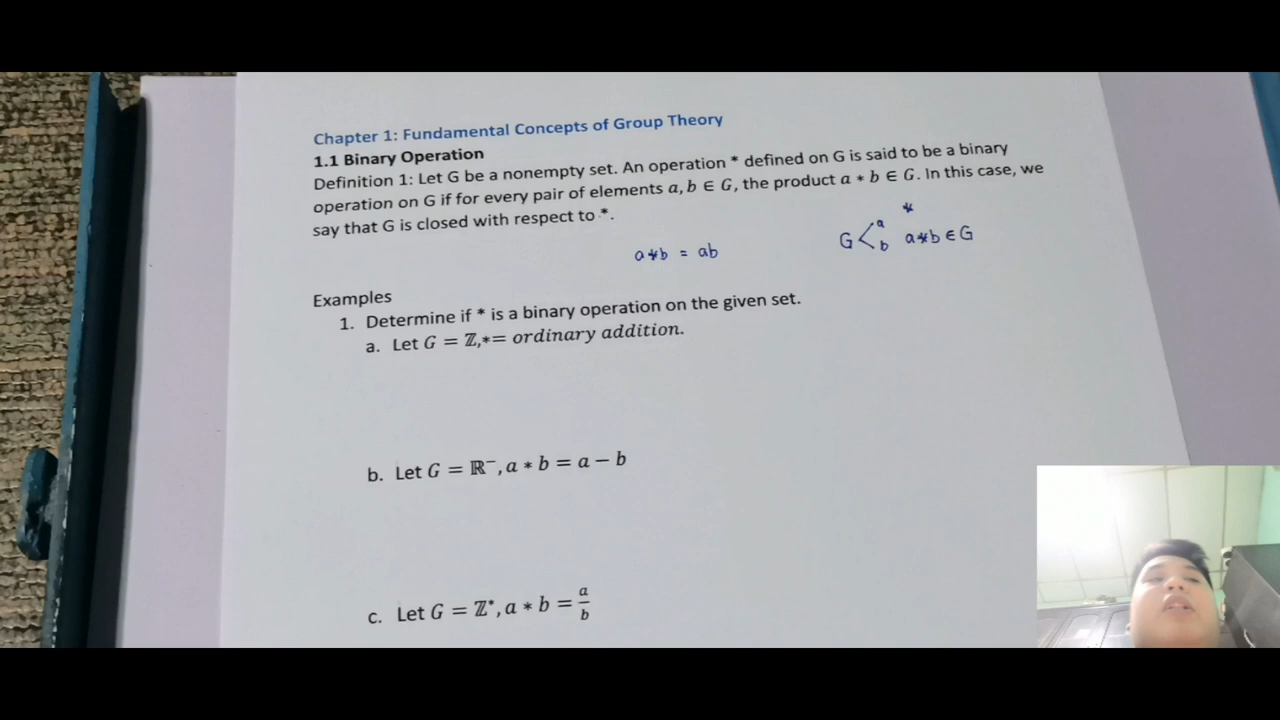 Chapter 1: Fundamental Concepts of Group Theory
1.1 Binary Operation
Definition 1: Let G be a nonempty set. An operation * defined on G is said to be a binary
operation on G if for every pair of elements a, b ∈ G, the product a * b ∈ G. In this case, we
say that G is closed with respect to *.
*
a*b = ab
G < a b a*b ∈ G
Examples
1. Determine if * is a binary operation on the given set.
a. Let G = ℤ,*= ordinary addition.
b. Let G = ℝ⁻, a * b = a − b
c. Let G = ℤ*, a * b = a/b